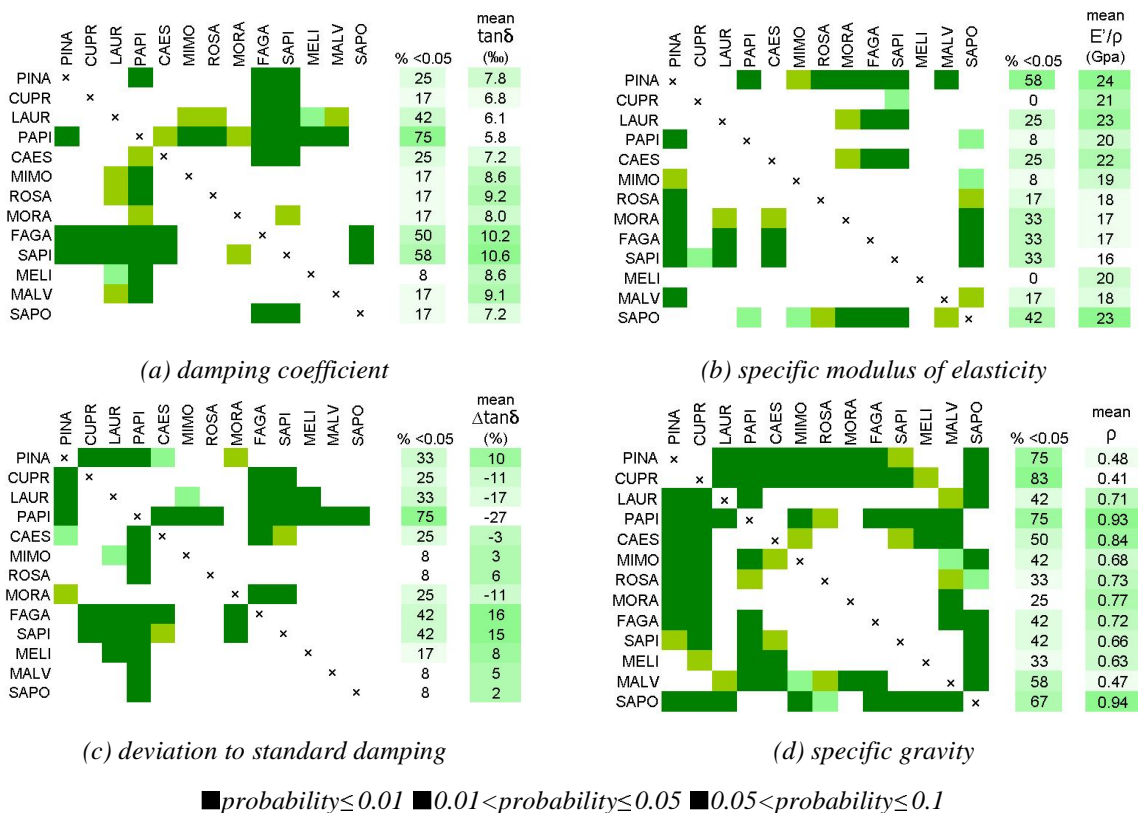 mean
tanδ
(‰)
PINA CUPR LAUR PAPI CAES MIMO ROSA MORA FAGA SAPI MELI MALV SAPO
% <0.05
PINA × 25 7.8
CUPR × 17 6.8
LAUR × 42 6.1
PAPI × 75 5.8
CAES × 25 7.2
MIMO × 17 8.6
ROSA × 17 9.2
MORA × 17 8.0
FAGA × 50 10.2
SAPI × 58 10.6
MELI × 8 8.6
MALV × 17 9.1
SAPO × 17 7.2
(a) damping coefficient
mean
E'/ρ
(Gpa)
PINA CUPR LAUR PAPI CAES MIMO ROSA MORA FAGA SAPI MELI MALV SAPO
% <0.05
PINA × 58 24
CUPR × 0 21
LAUR × 25 23
PAPI × 8 20
CAES × 25 22
MIMO × 8 19
ROSA × 17 18
MORA × 33 17
FAGA × 33 17
SAPI × 33 16
MELI × 0 20
MALV × 17 18
SAPO × 42 23
(b) specific modulus of elasticity
mean
Δtanδ
(%)
PINA CUPR LAUR PAPI CAES MIMO ROSA MORA FAGA SAPI MELI MALV SAPO
% <0.05
PINA × 33 10
CUPR × 25 -11
LAUR × 33 -17
PAPI × 75 -27
CAES × 25 -3
MIMO × 8 3
ROSA × 8 6
MORA × 25 -11
FAGA × 42 16
SAPI × 42 15
MELI × 17 8
MALV × 8 5
SAPO × 8 2
(c) deviation to standard damping
mean
ρ
PINA CUPR LAUR PAPI CAES MIMO ROSA MORA FAGA SAPI MELI MALV SAPO
% <0.05
PINA × 75 0.48
CUPR × 83 0.41
LAUR × 42 0.71
PAPI × 75 0.93
CAES × 50 0.84
MIMO × 42 0.68
ROSA × 33 0.73
MORA × 25 0.77
FAGA × 42 0.72
SAPI × 42 0.66
MELI × 33 0.63
MALV × 58 0.47
SAPO × 67 0.94
(d) specific gravity
■probability≤0.01 ■0.01<probability≤0.05 ■0.05<probability≤0.1